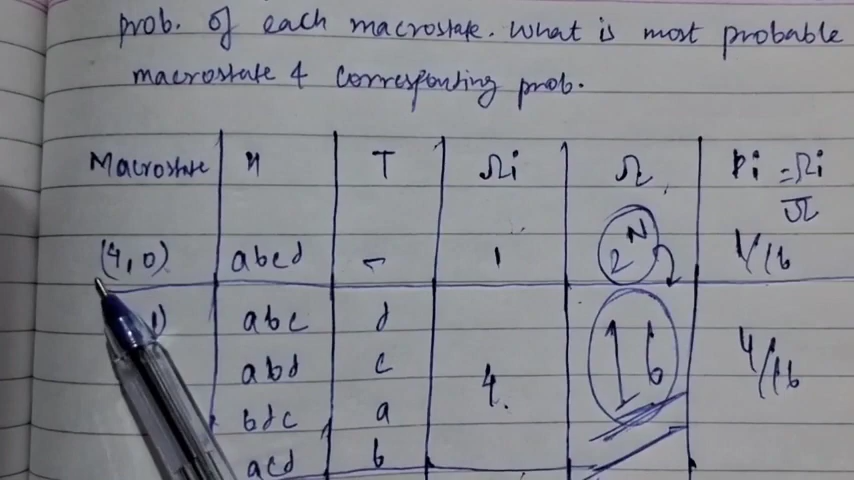 prob. of each macrostate. What is most probable
macrostate & corresponding prob.
Macrostate H T Ωi Ω Pi = Ωi/Ω
(4,0) abcd - 1 2^N 1/16
1) abc d
abd c 4. 16 4/16
bdc a
acd b